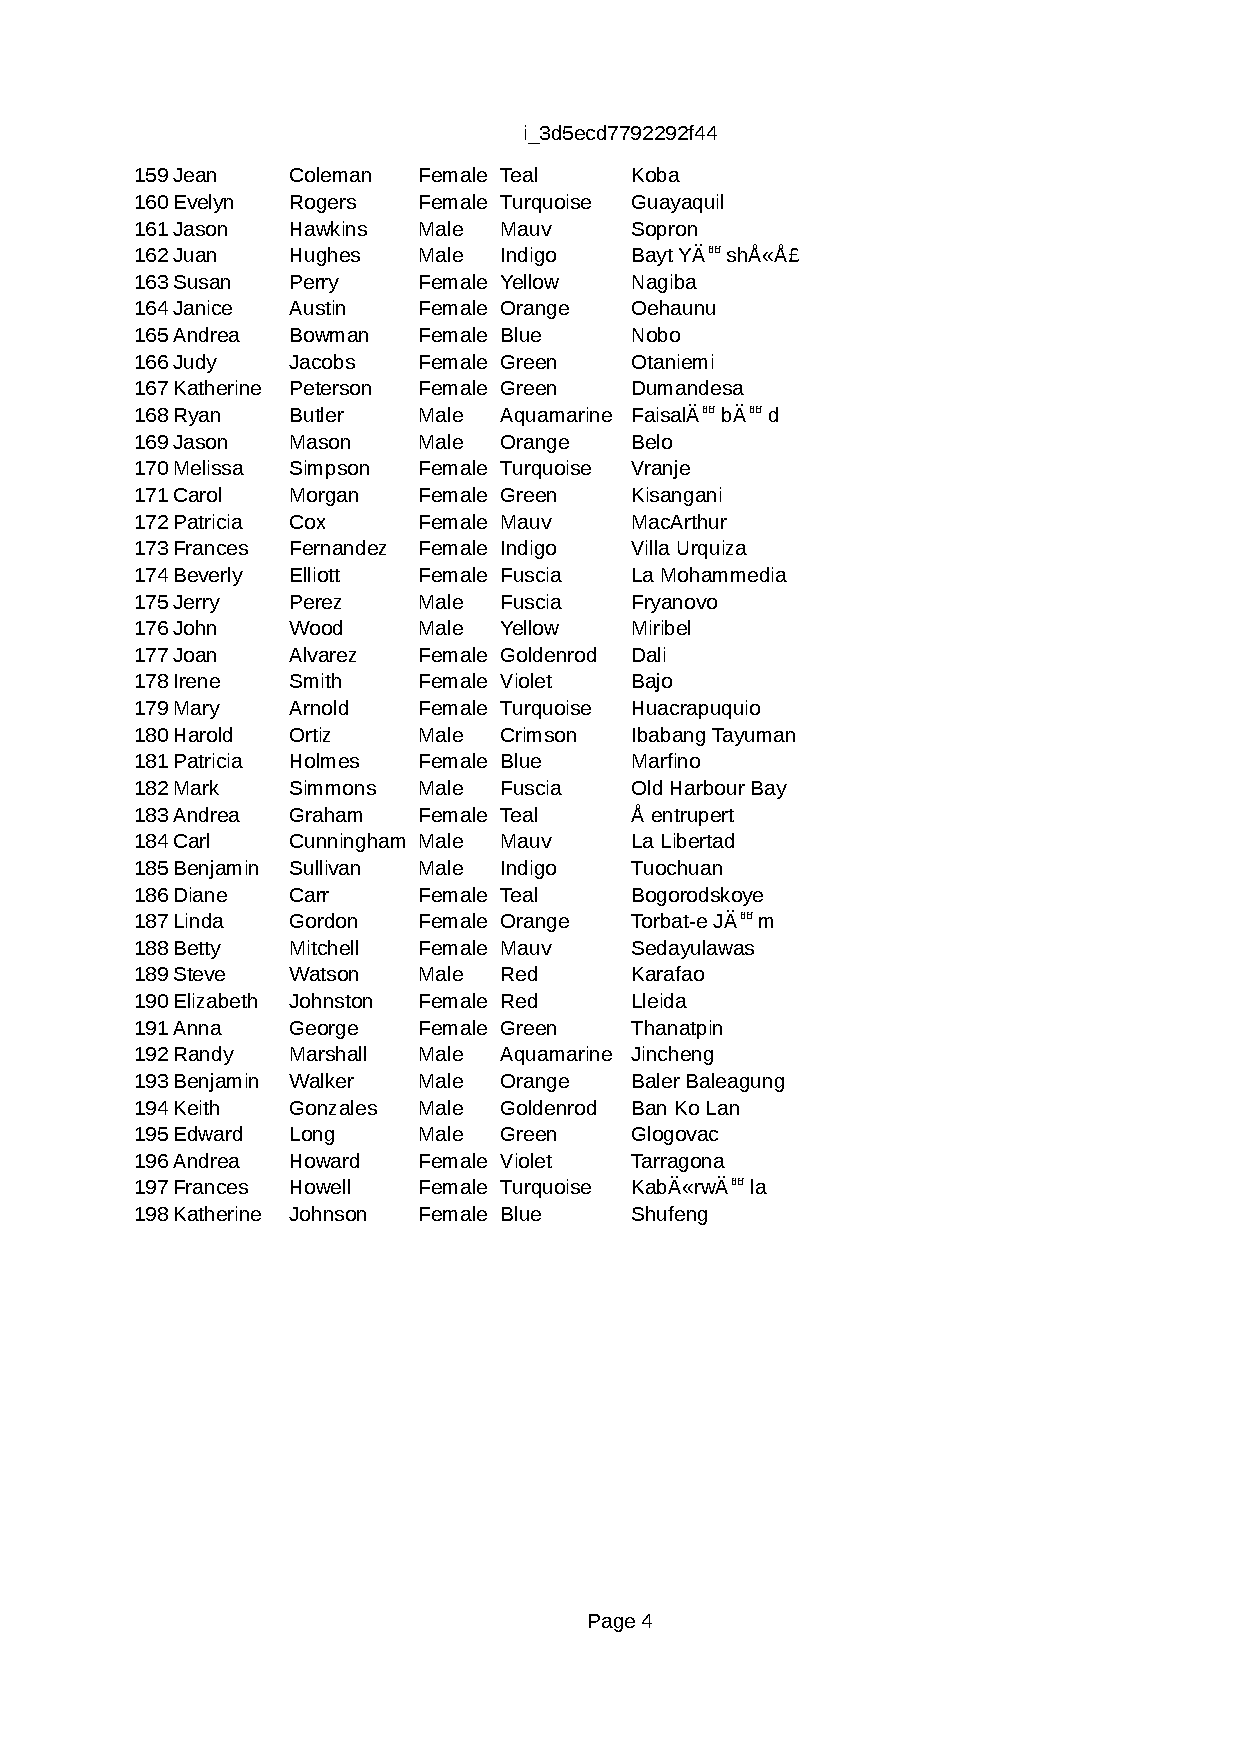 i_3d5ecd7792292f44
159 Jean Coleman Female Teal Koba
160 Evelyn Rogers Female Turquoise Guayaquil
161 Jason Hawkins Male Mauv Sopron
162 Juan Hughes Male Indigo Bayt YÄ shÅ«Å£
163 Susan Perry Female Yellow Nagiba
164 Janice Austin Female Orange Oehaunu
165 Andrea Bowman Female Blue Nobo
166 Judy Jacobs Female Green Otaniemi
167 Katherine Peterson Female Green Dumandesa
168 Ryan Butler Male Aquamarine FaisalÄ bÄ d
169 Jason Mason Male Orange Belo
170 Melissa Simpson Female Turquoise Vranje
171 Carol Morgan Female Green Kisangani
172 Patricia Cox Female Mauv MacArthur
173 Frances Fernandez Female Indigo Villa Urquiza
174 Beverly Elliott Female Fuscia La Mohammedia
175 Jerry Perez Male Fuscia Fryanovo
176 John Wood Male Yellow Miribel
177 Joan Alvarez Female Goldenrod Dali
178 Irene Smith Female Violet Bajo
179 Mary Arnold Female Turquoise Huacrapuquio
180 Harold Ortiz Male Crimson Ibabang Tayuman
181 Patricia Holmes Female Blue Marfino
182 Mark Simmons Male Fuscia Old Harbour Bay
183 Andrea Graham Female Teal Å entrupert
184 Carl Cunningham Male Mauv La Libertad
185 Benjamin Sullivan Male Indigo Tuochuan
186 Diane Carr Female Teal Bogorodskoye
187 Linda Gordon Female Orange Torbat-e JÄ m
188 Betty Mitchell Female Mauv Sedayulawas
189 Steve Watson Male Red Karafao
190 Elizabeth Johnston Female Red Lleida
191 Anna George Female Green Thanatpin
192 Randy Marshall Male Aquamarine Jincheng
193 Benjamin Walker Male Orange Baler Baleagung
194 Keith Gonzales Male Goldenrod Ban Ko Lan
195 Edward Long Male Green Glogovac
196 Andrea Howard Female Violet Tarragona
197 Frances Howell Female Turquoise KabÄ«rwÄ la
198 Katherine Johnson Female Blue Shufeng
Page 4